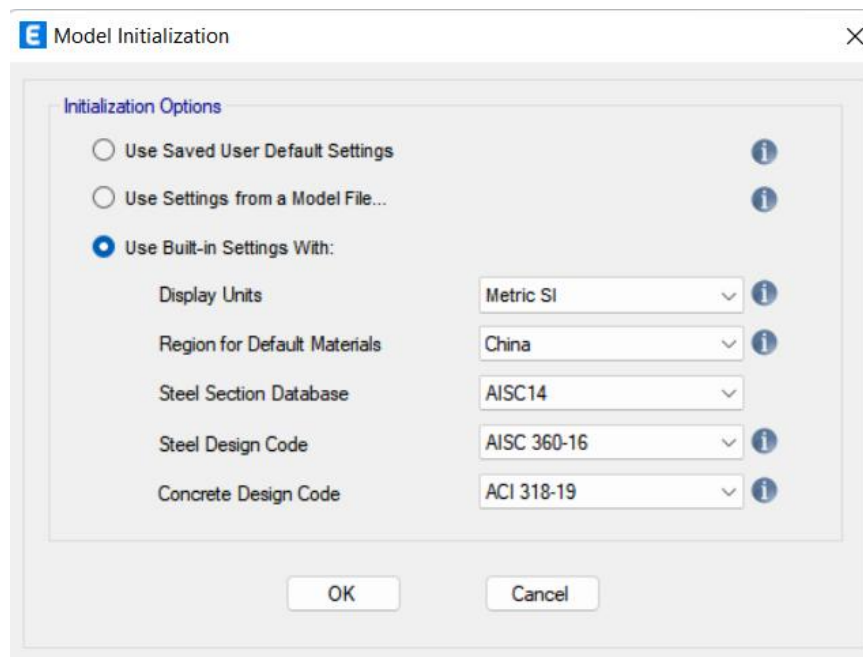 E Model Initialization
Initialization Options
Use Saved User Default Settings
Use Settings from a Model File...
Use Built-in Settings With:
Display Units Metric SI
Region for Default Materials China
Steel Section Database AISC14
Steel Design Code AISC 360-16
Concrete Design Code ACI 318-19
OK Cancel